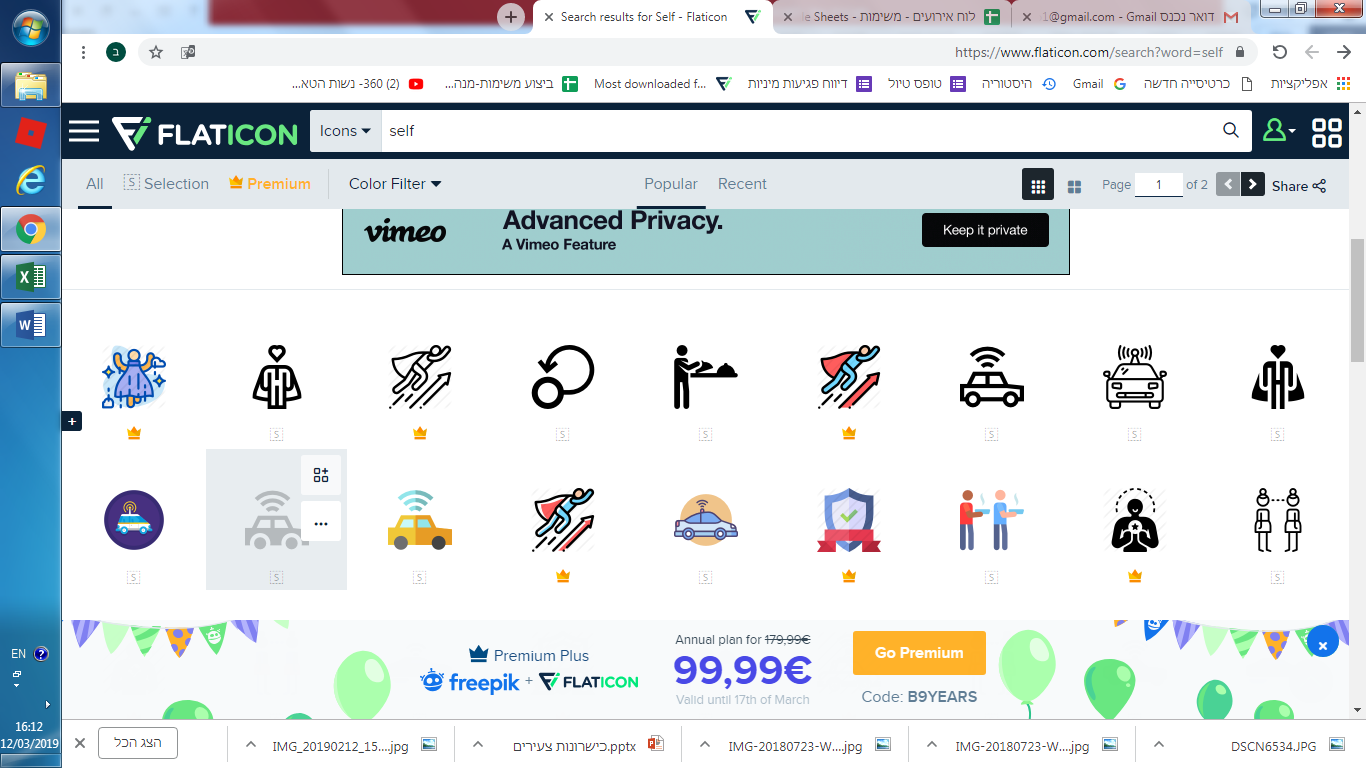 Search results for Self - Flaticon
לוח אירועים - משימות - le Sheets
דואר נכנס - 1@gmail.com - Gmail
ב
https://www.flaticon.com/search?word=self
אפליקציות
כרטיסייה חדשה
Gmail
היסטוריה
טופס טיול
דיווח פגיעות מיניות
Most downloaded f...
ביצוע משימות-מנה...
(2) 360- נשות הטא...
FLATICON
Icons
self
All
S Selection
Premium
Color Filter
Popular
Recent
Page 1 of 2
Share
vimeo
Advanced Privacy.
A Vimeo Feature
Keep it private
S S S S S S
S S S S S S
Premium Plus
freepik + FLATICON
Annual plan for 179,99€
99,99€
Valid until 17th of March
Go Premium
Code: B9YEARS
EN
16:12
12/03/2019
הצג הכל
IMG_20190212_15....jpg
כישרונות צעירים.pptx
IMG-20180723-W....jpg
IMG-20180723-W....jpg
DSCN6534.JPG